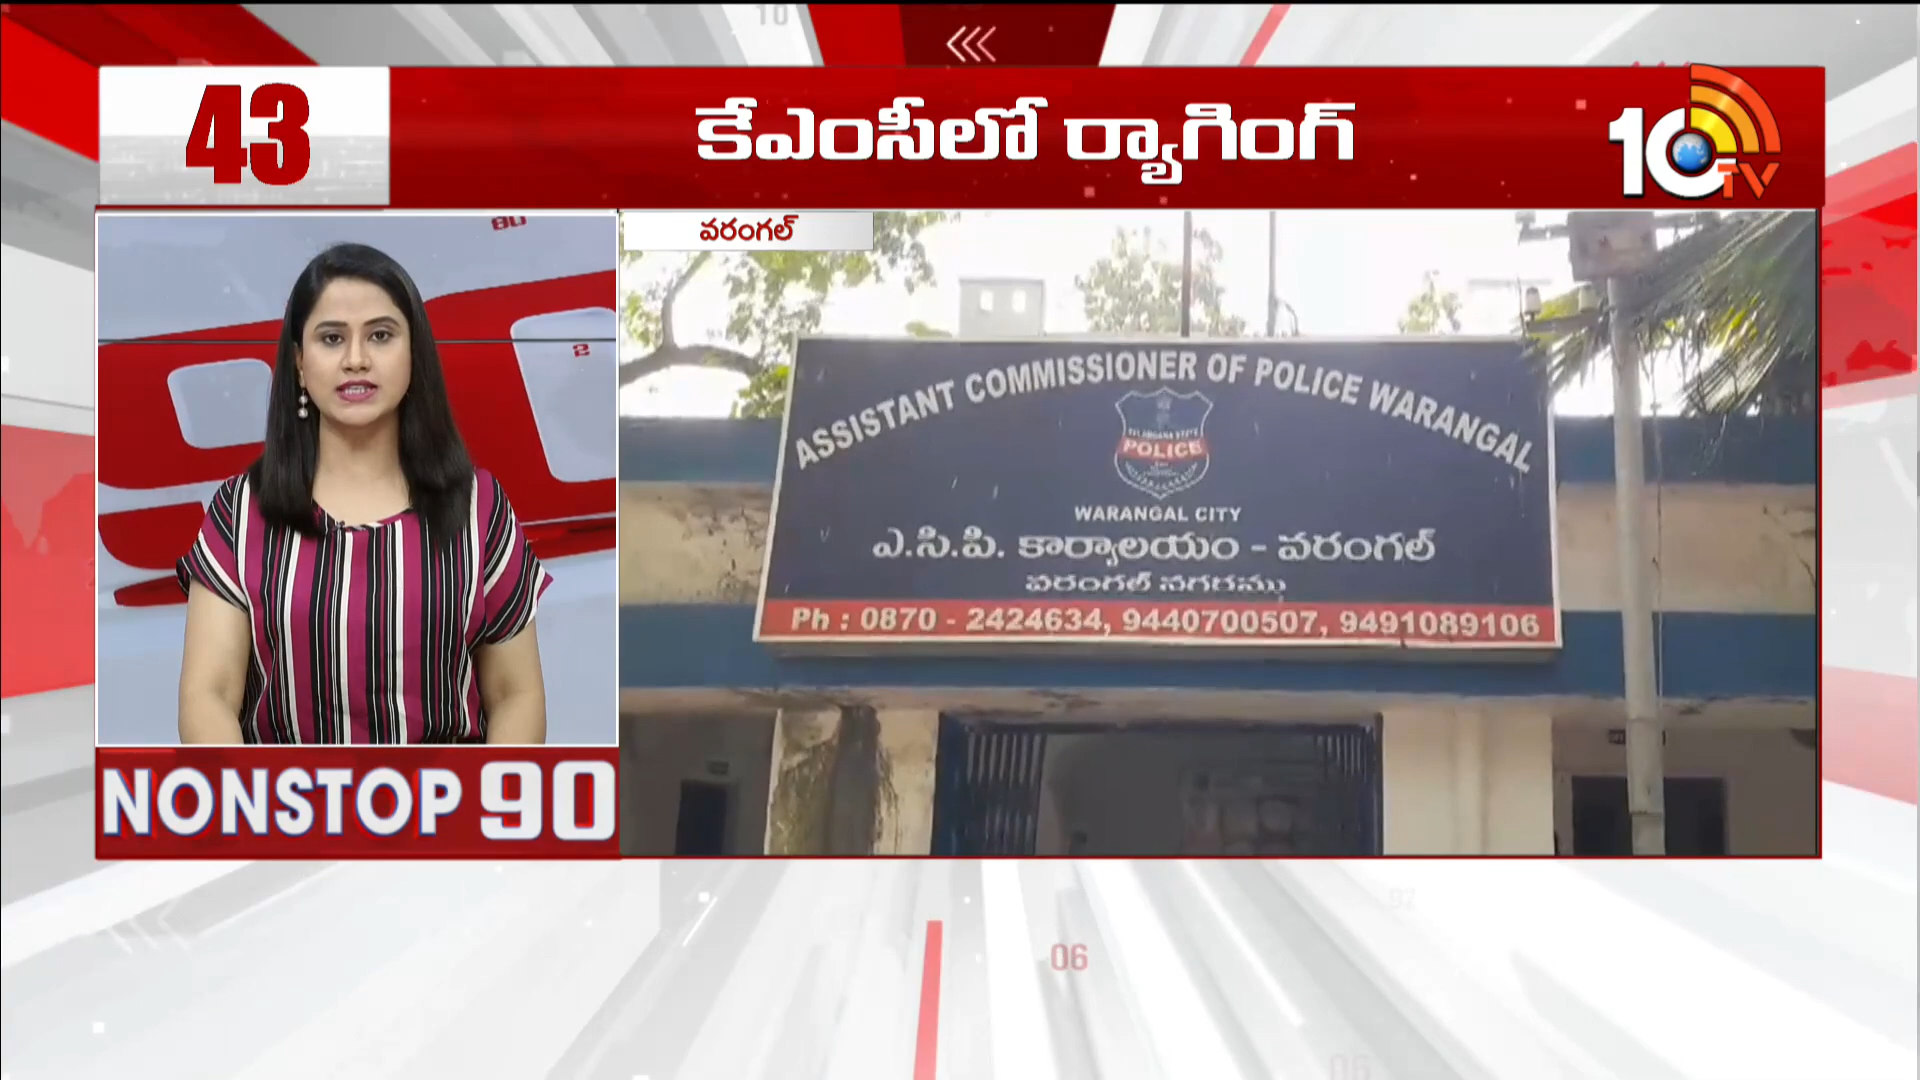 43
కేఎంసీలో ర్యాగింగ్
10TV
వరంగల్
ASSISTANT COMMISSIONER OF POLICE WARANGAL
POLICE
WARANGAL CITY
ఎ.సి.పి. కార్యాలయం - వరంగల్
వరంగల్ నగరము
Ph : 0870 - 2424634, 9440700507, 9491089106
NONSTOP 90
06